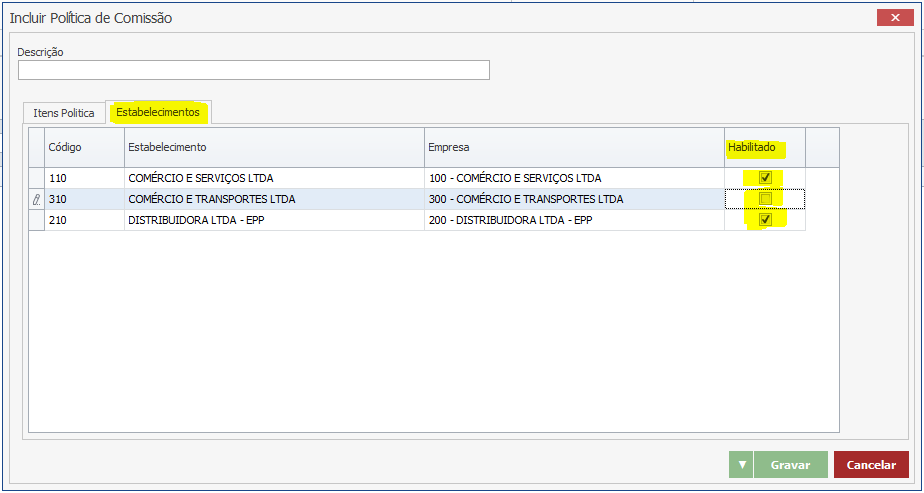 Incluir Política de Comissão
Descrição
Itens Politica Estabelecimentos
Código Estabelecimento Empresa Habilitado
110 COMÉRCIO E SERVIÇOS LTDA 100 - COMÉRCIO E SERVIÇOS LTDA
310 COMÉRCIO E TRANSPORTES LTDA 300 - COMÉRCIO E TRANSPORTES LTDA
210 DISTRIBUIDORA LTDA - EPP 200 - DISTRIBUIDORA LTDA - EPP
Gravar Cancelar